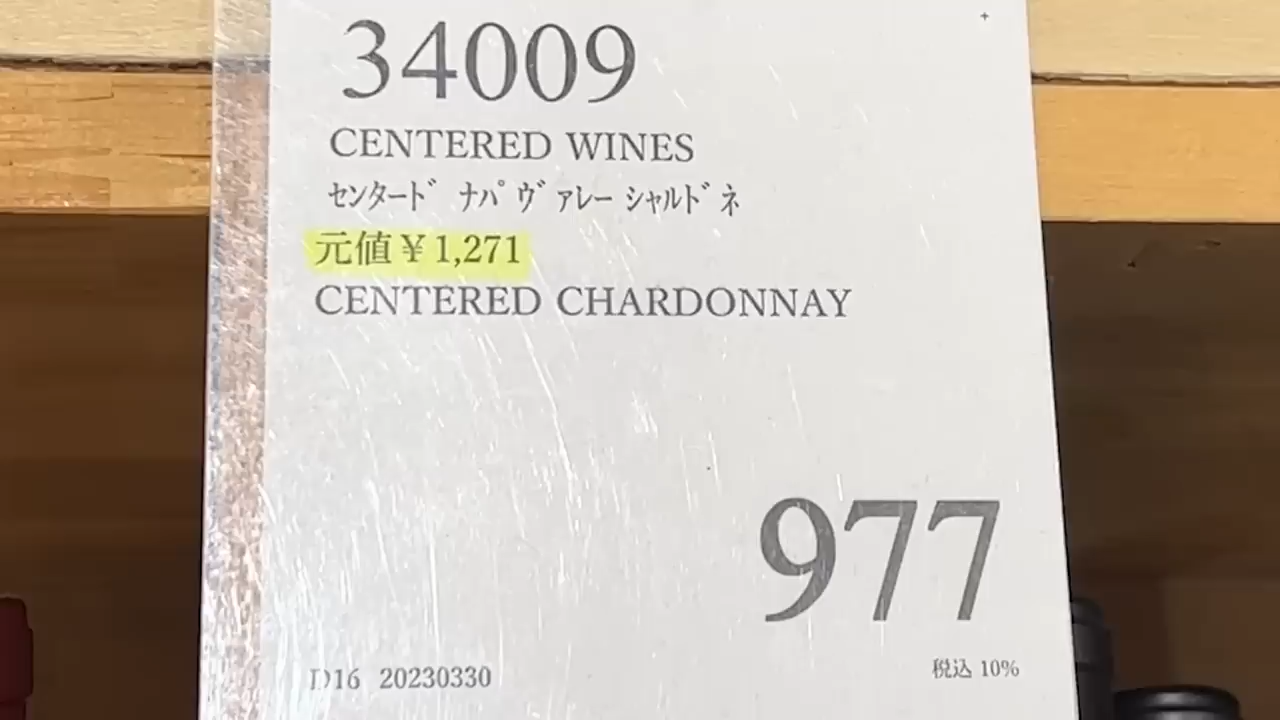 34009
CENTERED WINES
センタード ナパ ヴァレー シャルドネ
元値¥1,271
CENTERED CHARDONNAY
977
D16 20230330
税込 10%